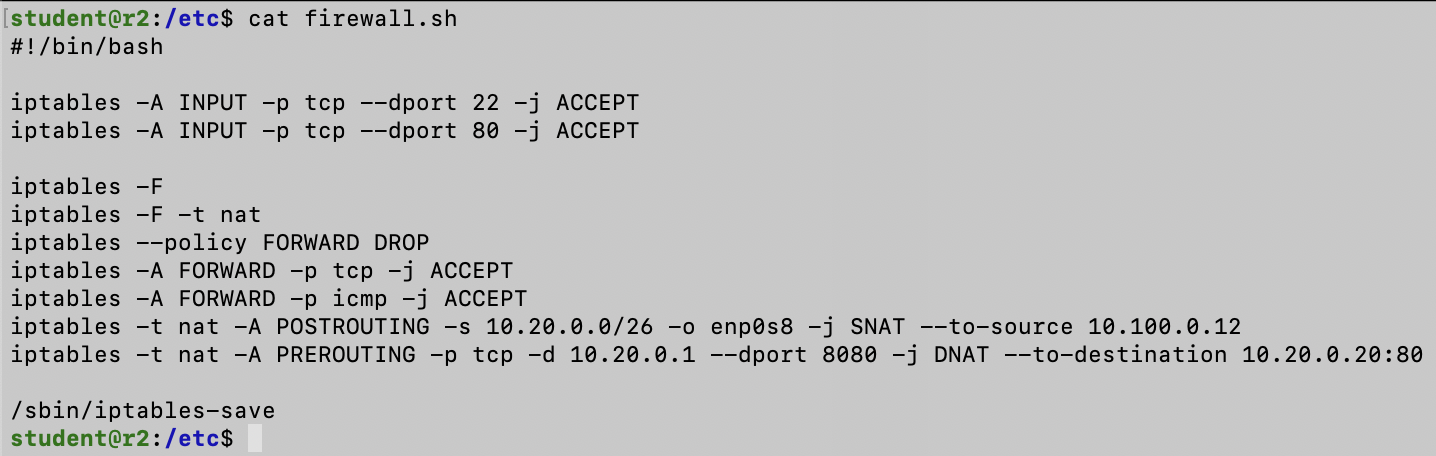 [student@r2:/etc$ cat firewall.sh
#!/bin/bash
iptables -A INPUT -p tcp --dport 22 -j ACCEPT
iptables -A INPUT -p tcp --dport 80 -j ACCEPT
iptables -F
iptables -F -t nat
iptables --policy FORWARD DROP
iptables -A FORWARD -p tcp -j ACCEPT
iptables -A FORWARD -p icmp -j ACCEPT
iptables -t nat -A POSTROUTING -s 10.20.0.0/26 -o enp0s8 -j SNAT --to-source 10.100.0.12
iptables -t nat -A PREROUTING -p tcp -d 10.20.0.1 --dport 8080 -j DNAT --to-destination 10.20.0.20:80
/sbin/iptables-save
student@r2:/etc$